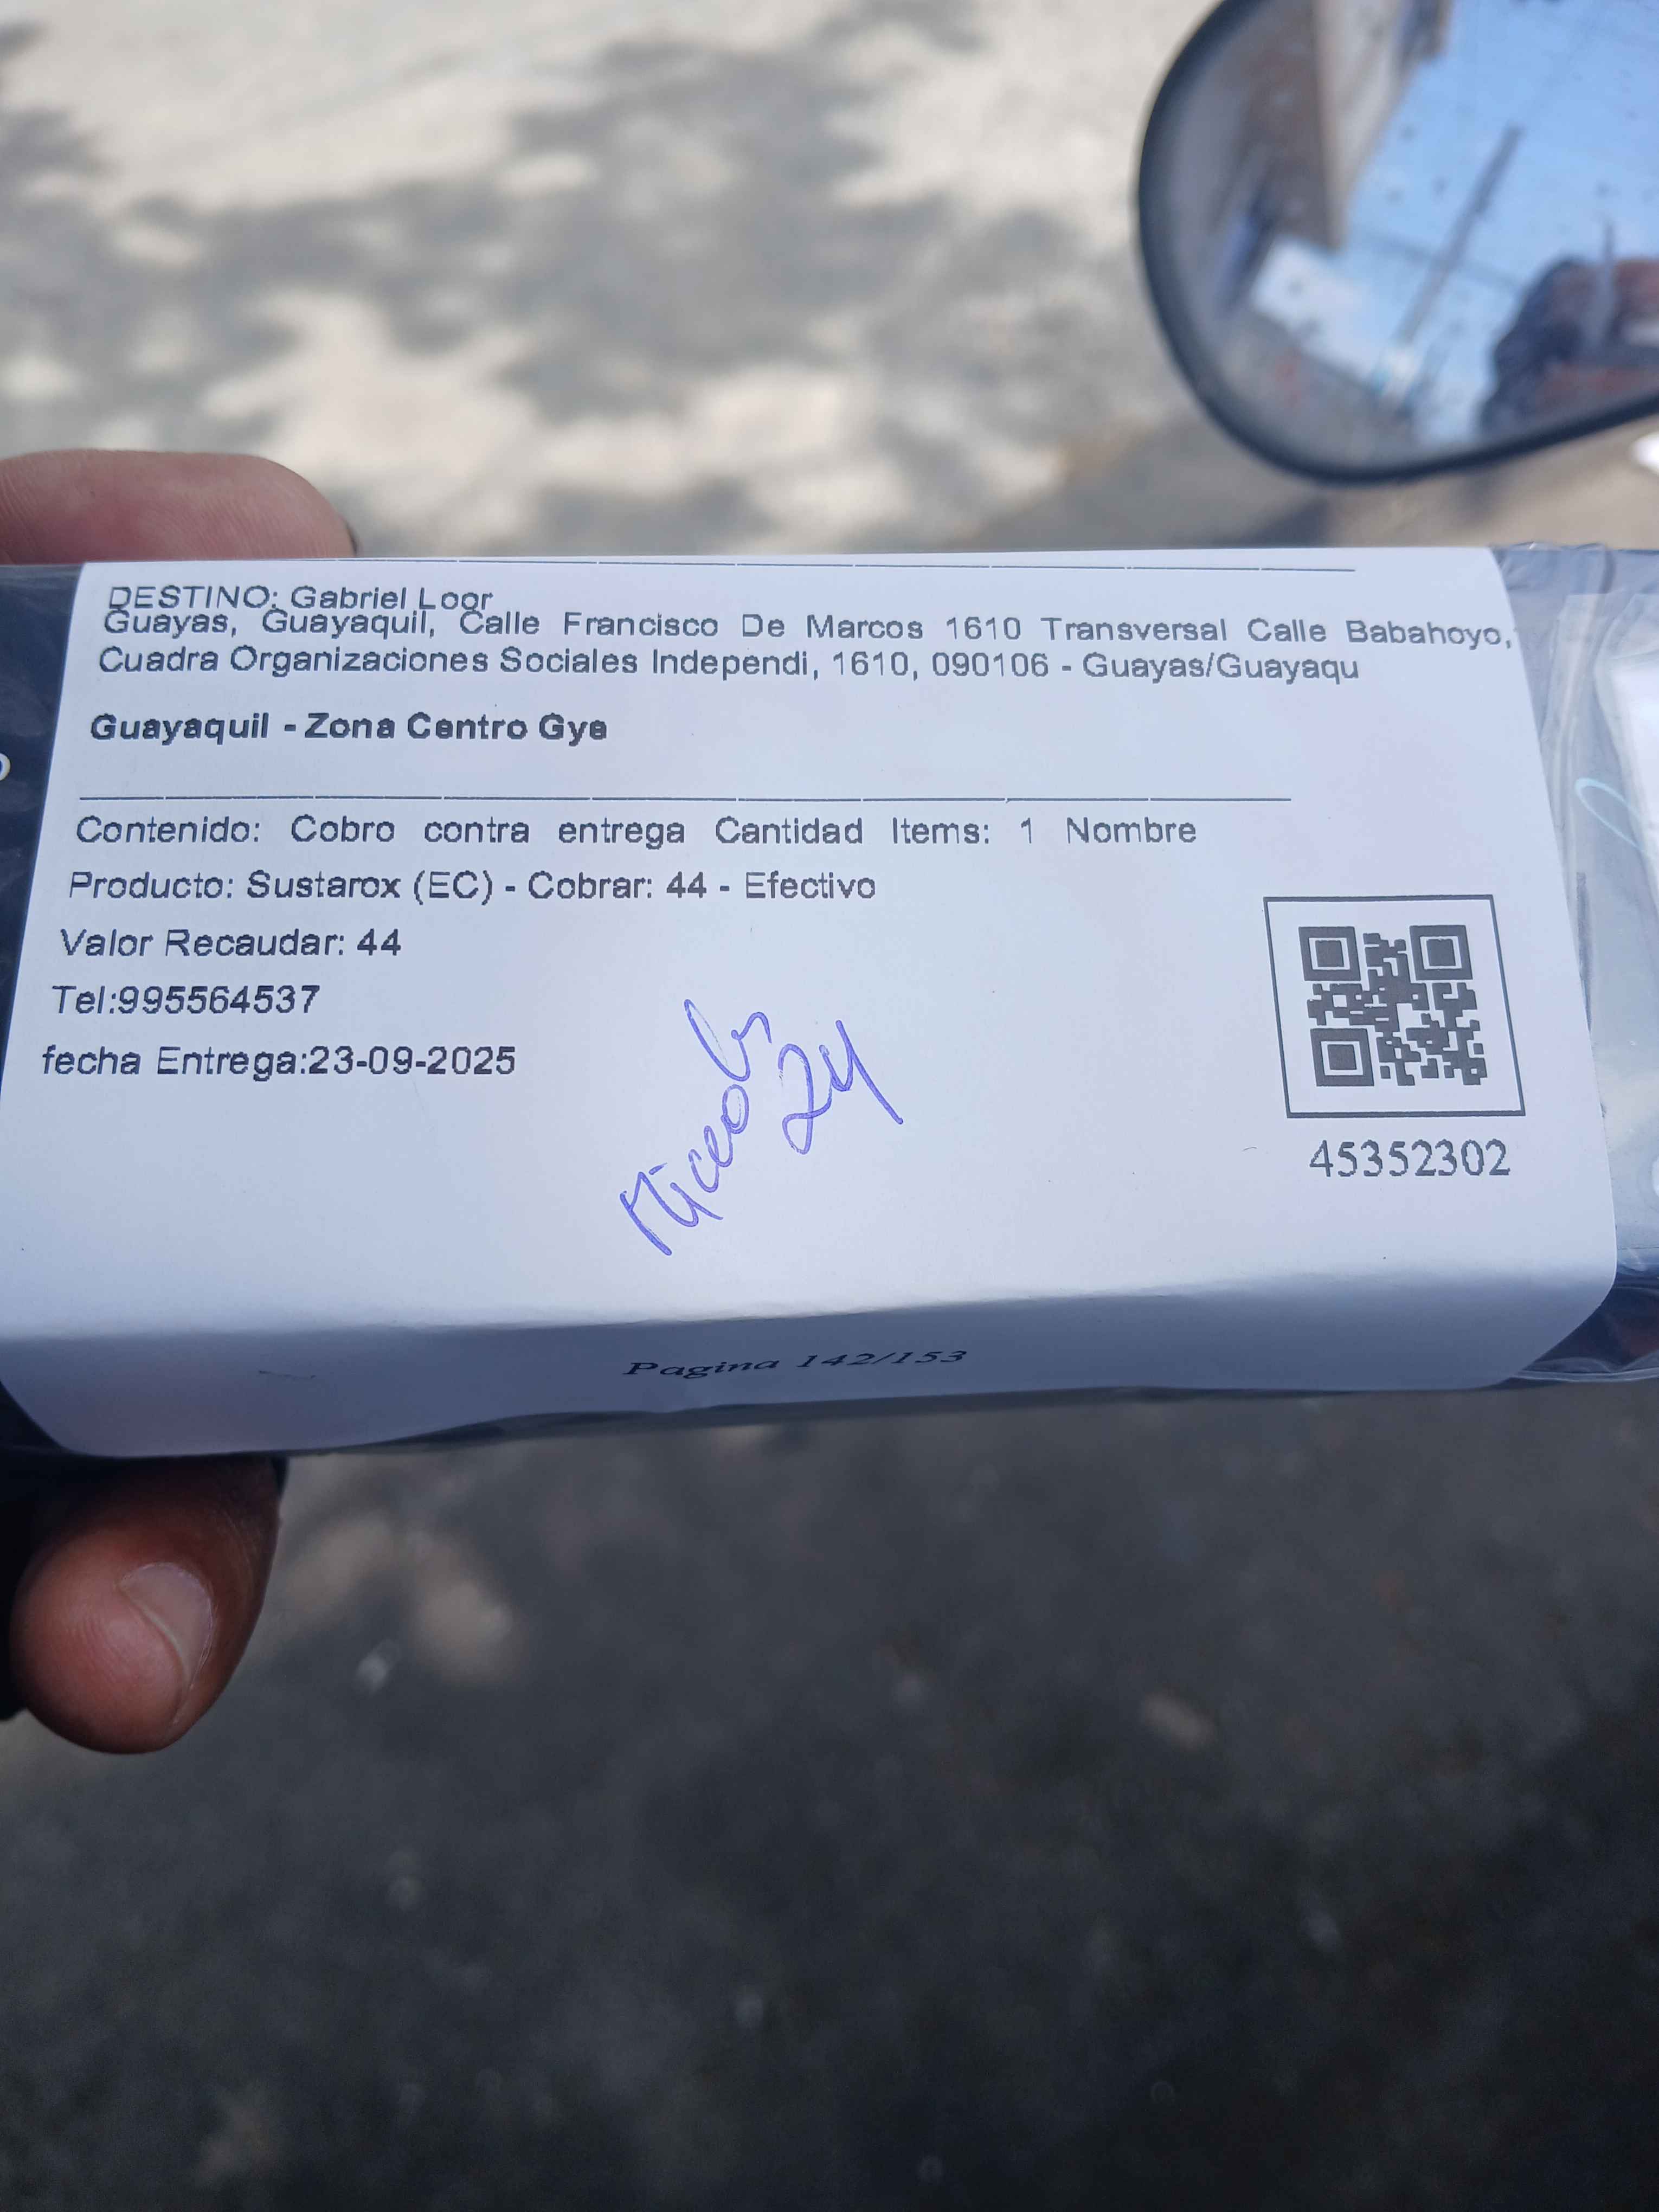 DESTINO: Gabriel Loor
Guayas, Guayaquil, Calle Francisco De Marcos 1610 Transversal Calle Babahoyo,
Cuadra Organizaciones Sociales Independi, 1610, 090106 - Guayas/Guayaqu
Guayaquil - Zona Centro Gye
Contenido: Cobro contra entrega Cantidad Items: 1 Nombre
Producto: Sustarox (EC) - Cobrar: 44 - Efectivo
Valor Recaudar: 44
Tel:995564537
fecha Entrega:23-09-2025
24
45352302
Pagina 142/153